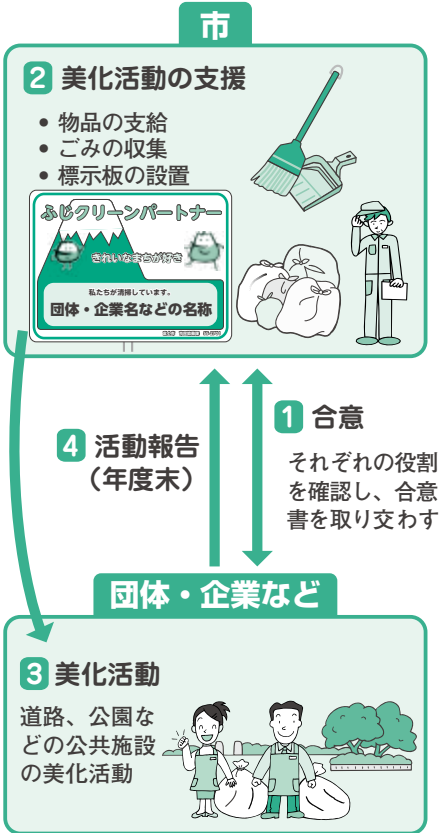 市
2 美化活動の支援
• 物品の支給
• ごみの収集
• 標示板の設置
ふじクリーンパートナー
きれいなまちが好き
私たちが清掃しています。
団体・企業名などの名称
1 合意
それぞれの役割
を確認し、合意
書を取り交わす
4 活動報告
（年度末）
団体・企業など
3 美化活動
道路、公園な
どの公共施設
の美化活動